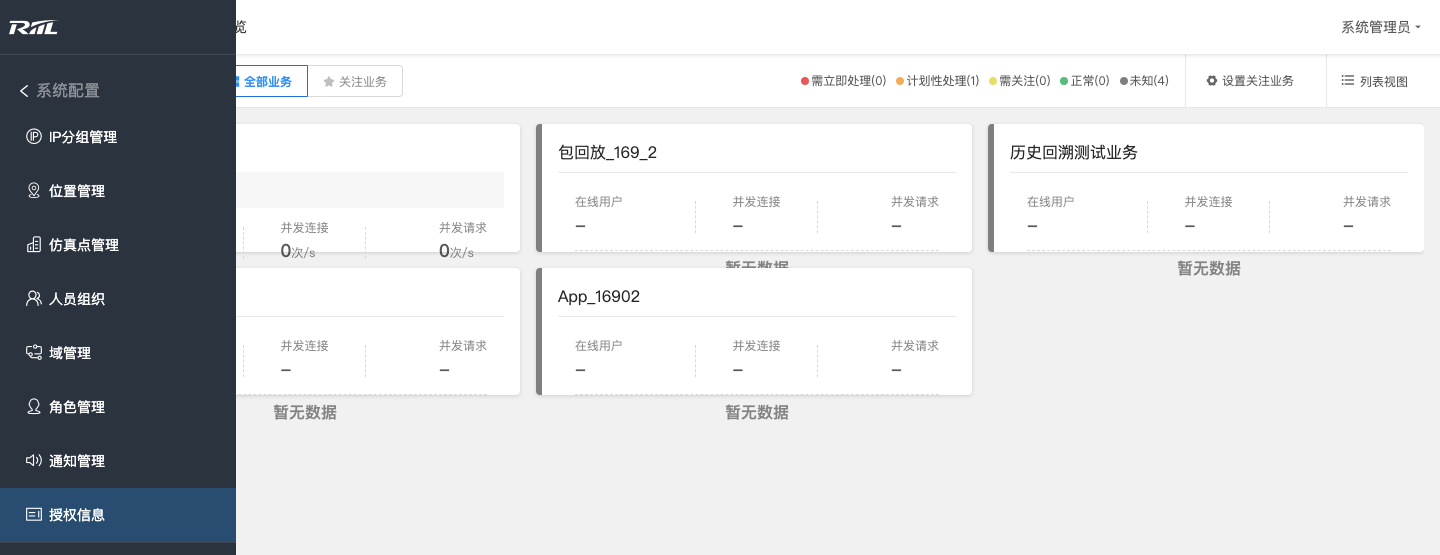 RIIL
览
系统管理员
系统配置
IP分组管理
位置管理
仿真点管理
人员组织
域管理
角色管理
通知管理
授权信息
全部业务
关注业务
需立即处理(0)
计划性处理(1)
需关注(0)
正常(0)
未知(4)
设置关注业务
列表视图
并发连接
并发请求
0次/s
0次/s
包回放_169_2
在线用户
并发连接
并发请求
–
–
–
暂无数据
历史回溯测试业务
在线用户
并发连接
并发请求
–
–
–
暂无数据
并发连接
并发请求
–
–
暂无数据
App_16902
在线用户
并发连接
并发请求
–
–
–
暂无数据